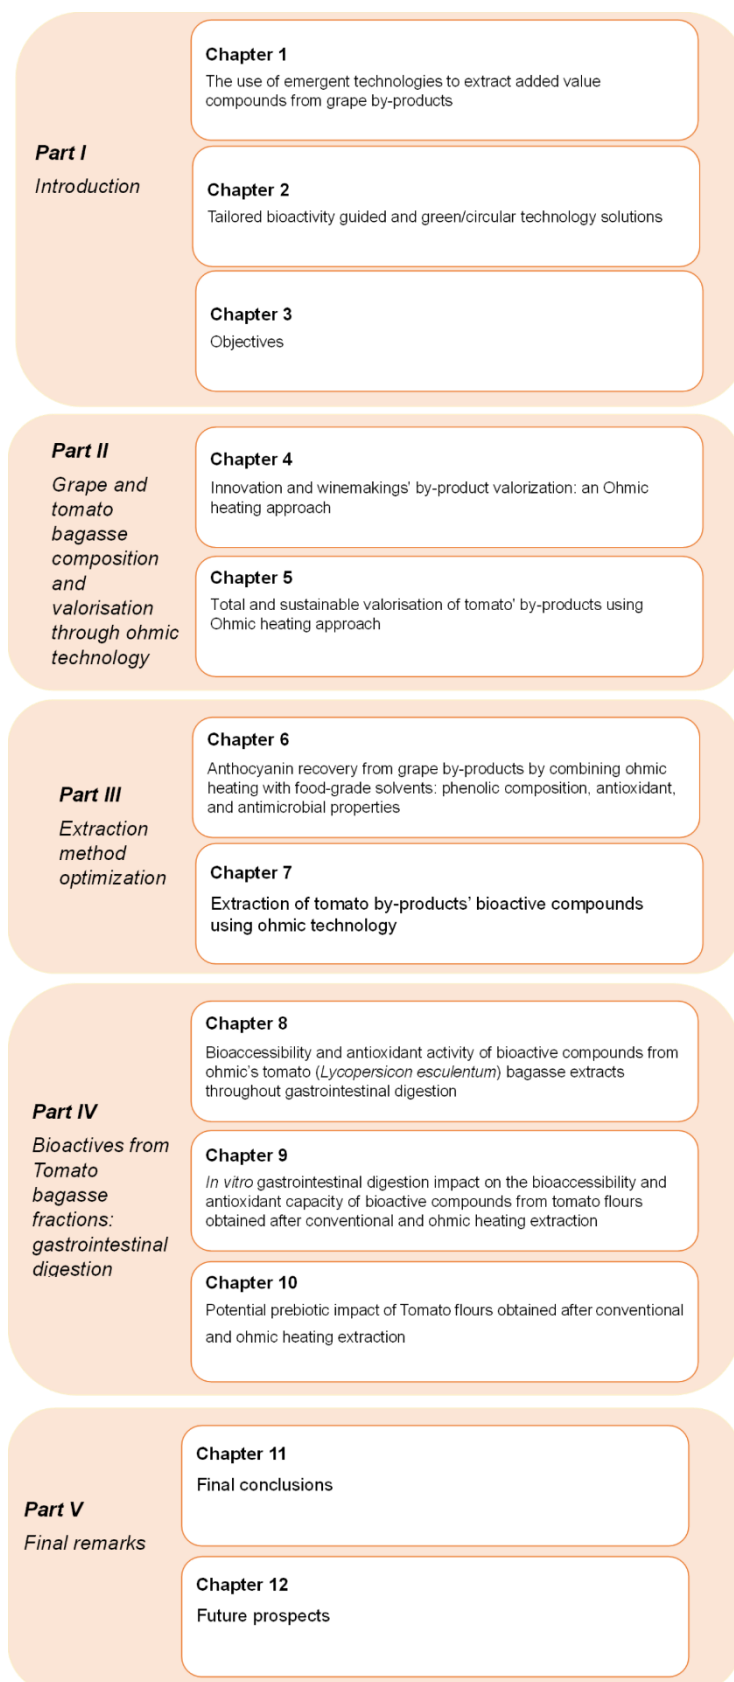 Part I
Introduction
Chapter 1
The use of emergent technologies to extract added value
compounds from grape by-products
Chapter 2
Tailored bioactivity guided and green/circular technology solutions
Chapter 3
Objectives
Part II
Grape and
tomato
bagasse
composition
and
valorisation
through ohmic
technology
Chapter 4
Innovation and winemakings' by-product valorization: an Ohmic
heating approach
Chapter 5
Total and sustainable valorisation of tomato' by-products using
Ohmic heating approach
Part III
Extraction
method
optimization
Chapter 6
Anthocyanin recovery from grape by-products by combining ohmic
heating with food-grade solvents: phenolic composition, antioxidant,
and antimicrobial properties
Chapter 7
Extraction of tomato by-products’ bioactive compounds
using ohmic technology
Part IV
Bioactives from
Tomato
bagasse
fractions:
gastrointestinal
digestion
Chapter 8
Bioaccessibility and antioxidant activity of bioactive compounds from
ohmic’s tomato (Lycopersicon esculentum) bagasse extracts
throughout gastrointestinal digestion
Chapter 9
In vitro gastrointestinal digestion impact on the bioaccessibility and
antioxidant capacity of bioactive compounds from tomato flours
obtained after conventional and ohmic heating extraction
Chapter 10
Potential prebiotic impact of Tomato flours obtained after conventional
and ohmic heating extraction
Part V
Final remarks
Chapter 11
Final conclusions
Chapter 12
Future prospects